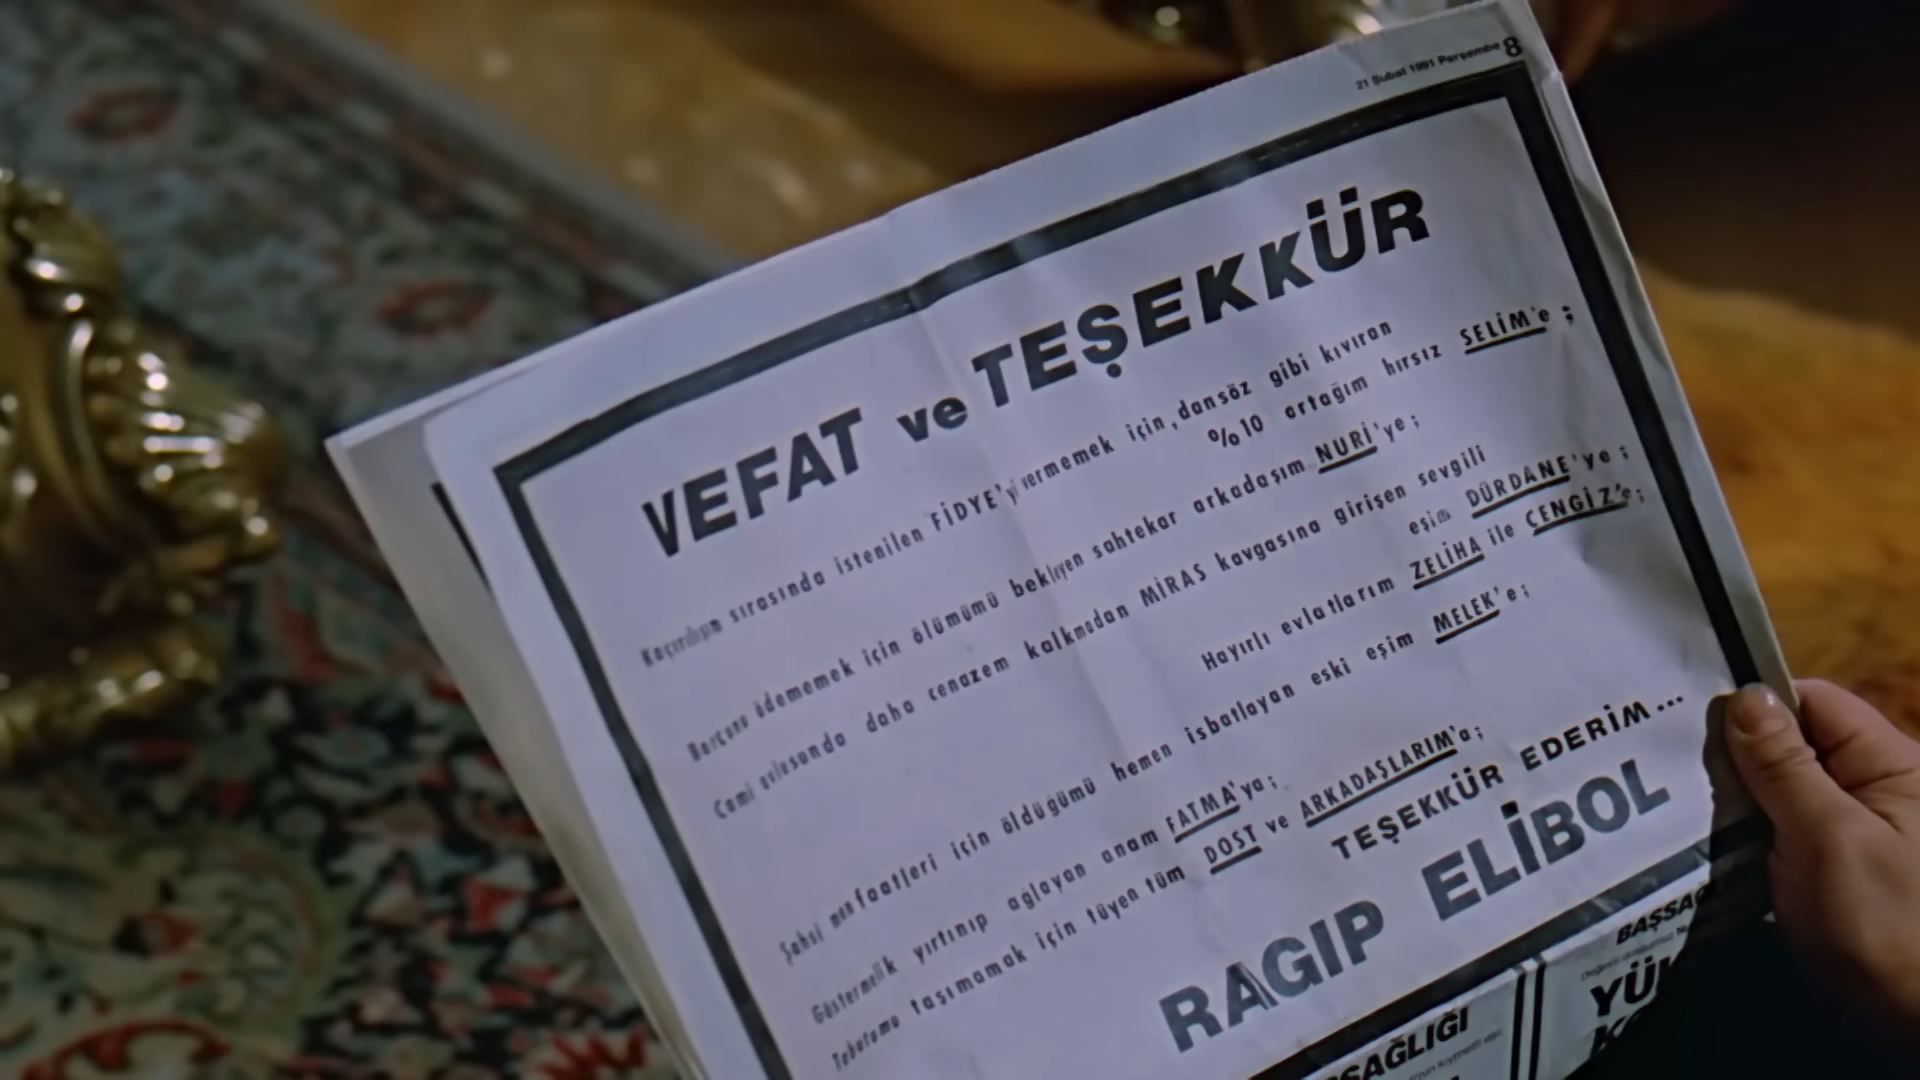 21 Şubat 1991 Perşembe 8
VEFAT ve TEŞEKKÜR
Kaçırılışım sırasında istenilen FİDYE'yi vermemek için, dansöz gibi kıvıran
%10 ortağım hırsız SELİM'e ;
Borcunu ödememek için ölümümü bekleyen sahtekar arkadaşım NURİ'ye ;
Cami avlusunda daha cenazem kalkmadan MİRAS kavgasına girişen sevgili
eşim DÜRDANE'ye ;
Hayırlı evlatlarım ZELİHA ile CENGİZ'e;
Şahsi menfaatleri için öldüğümü hemen isbatlayan eski eşim MELEK'e;
Göstermelik yırtınıp ağlayan anam FATMA'ya;
Tabutumu taşımamak için tüyen tüm DOST ve ARKADAŞLARIM'a;
TEŞEKKÜR EDERİM...
RAGIP ELİBOL
BAŞSAĞ
YÜK
SAĞLIĞI